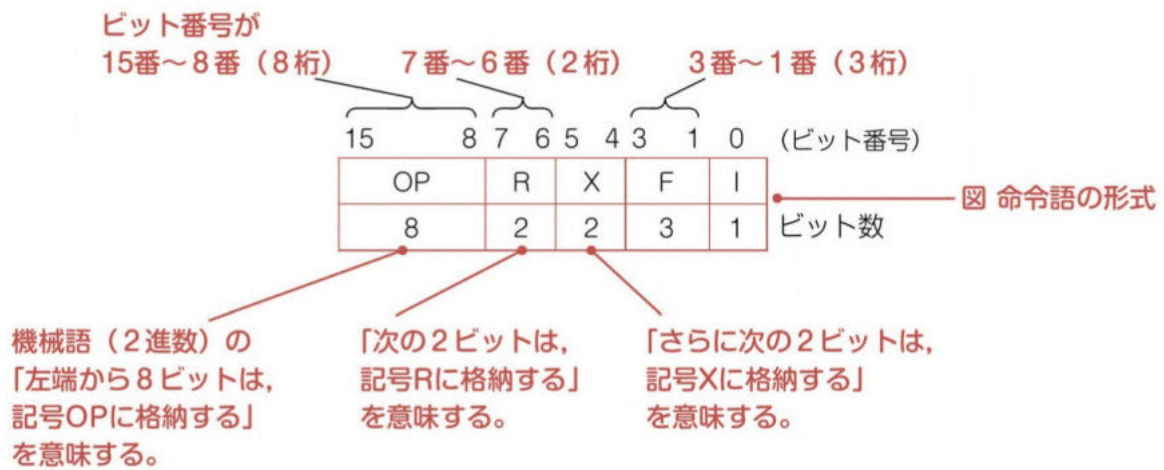 ビット番号が
15番～8番（8桁）
7番～6番（2桁）
3番～1番（3桁）
15 8 7 6 5 4 3 1 0 （ビット番号）
OP R X F I
8 2 2 3 1 ビット数
図 命令語の形式
機械語（2進数）の
「左端から8ビットは，
記号OPに格納する」
を意味する。
「次の2ビットは，
記号Rに格納する」
を意味する。
「さらに次の2ビットは，
記号Xに格納する」
を意味する。